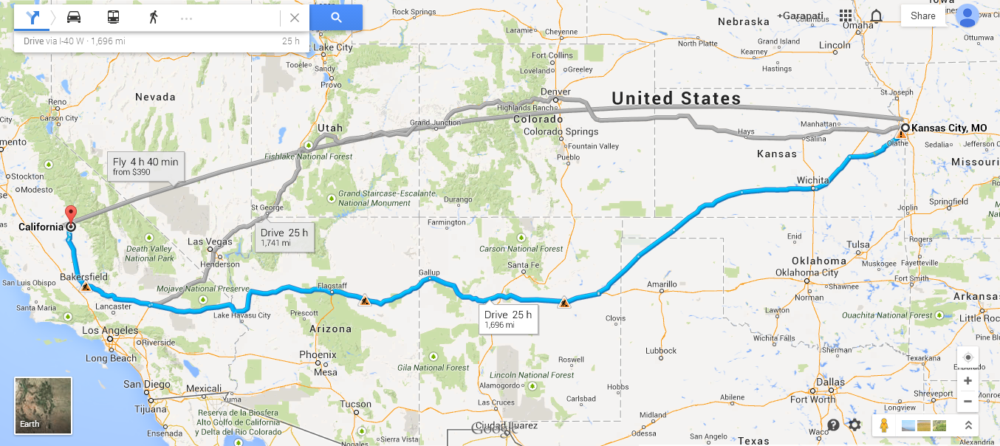 Drive via I-40 W · 1,696 mi
25 h
Rock Springs
+Garapati
Share
Nebraska
Omaha
Iowa
Iowa Cit
Ottumwa
Laramie
Cheyenne
North Platte
Grand Island
Kearney
Lincoln
Hastings
Lake City
Tooele
Sandy
Provo
Fort Collins
Loveland
Greeley
Reno
Carson City
Nevada
Utah
Denver
Highlands Ranch
Colorado
Colorado Springs
Grand Junction
United States
St Joseph
Kansas City, MO
Manhattan
Hays
Salina
Olathe
Sedalia
Jefferson C
Kansas
Missouri
Fountain Valley
Pueblo
Fishlake National Forest
Fly 4 h 40 min
from $390
City
mento
Stockton
Modesto
se
Grand Staircase-Escalante
National Monument
Durango
Wichita
Springfield
Joplin
St George
California
Farmington
Drive 25 h
1,741 mi
Death Valley
National Park
Las Vegas
Henderson
Carson National Forest
Santa Fe
Enid
Tulsa
Rogers
Muskogee
Fayetteville
Oklahoma
Oklahoma City
Fort Smith
Shawnee
Norman
Arkansas
San Luis Obispo
Bakersfield
Mojave National Preserve
Flagstaff
Gallup
Amarillo
Santa Maria
Lancaster
Lake Havasu City
Prescott
Drive 25 h
1,696 mi
Clovis
Lawton
Ouachita National Forest
Little Roc
Los Angeles
Riverside
Long Beach
Arizona
Phoenix
Mesa
Wichita Falls
Sherman
Pine Blu
Lubbock
Texarkana
El Dorado
Gila National Forest
Roswell
Lincoln National Forest
Alamogordo
Hobbs
Carlsbad
San Diego
Mexicali
Yuma
Tijuana
Ensenada
Tucson
Las Cruces
Dallas
Fort Worth
Abilene
Shreveport
Longview
Midland
Odessa
Reserva de la Biosfera
Alto Golfo de California
y Delta del Río Colorado
Nogales
Sierra Vista
Ciudad Juarez
Google
San Angelo
Waco
Texas
Earth